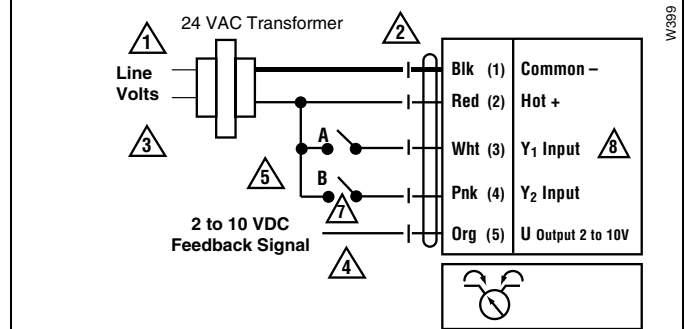 24 VAC Transformer
1
2
W399
Line
Volts
Blk (1) Common –
Red (2) Hot +
3
A
Wht (3) Y₁ Input
8
5
B
Pnk (4) Y₂ Input
7
2 to 10 VDC
Feedback Signal
Org (5) U Output 2 to 10V
4